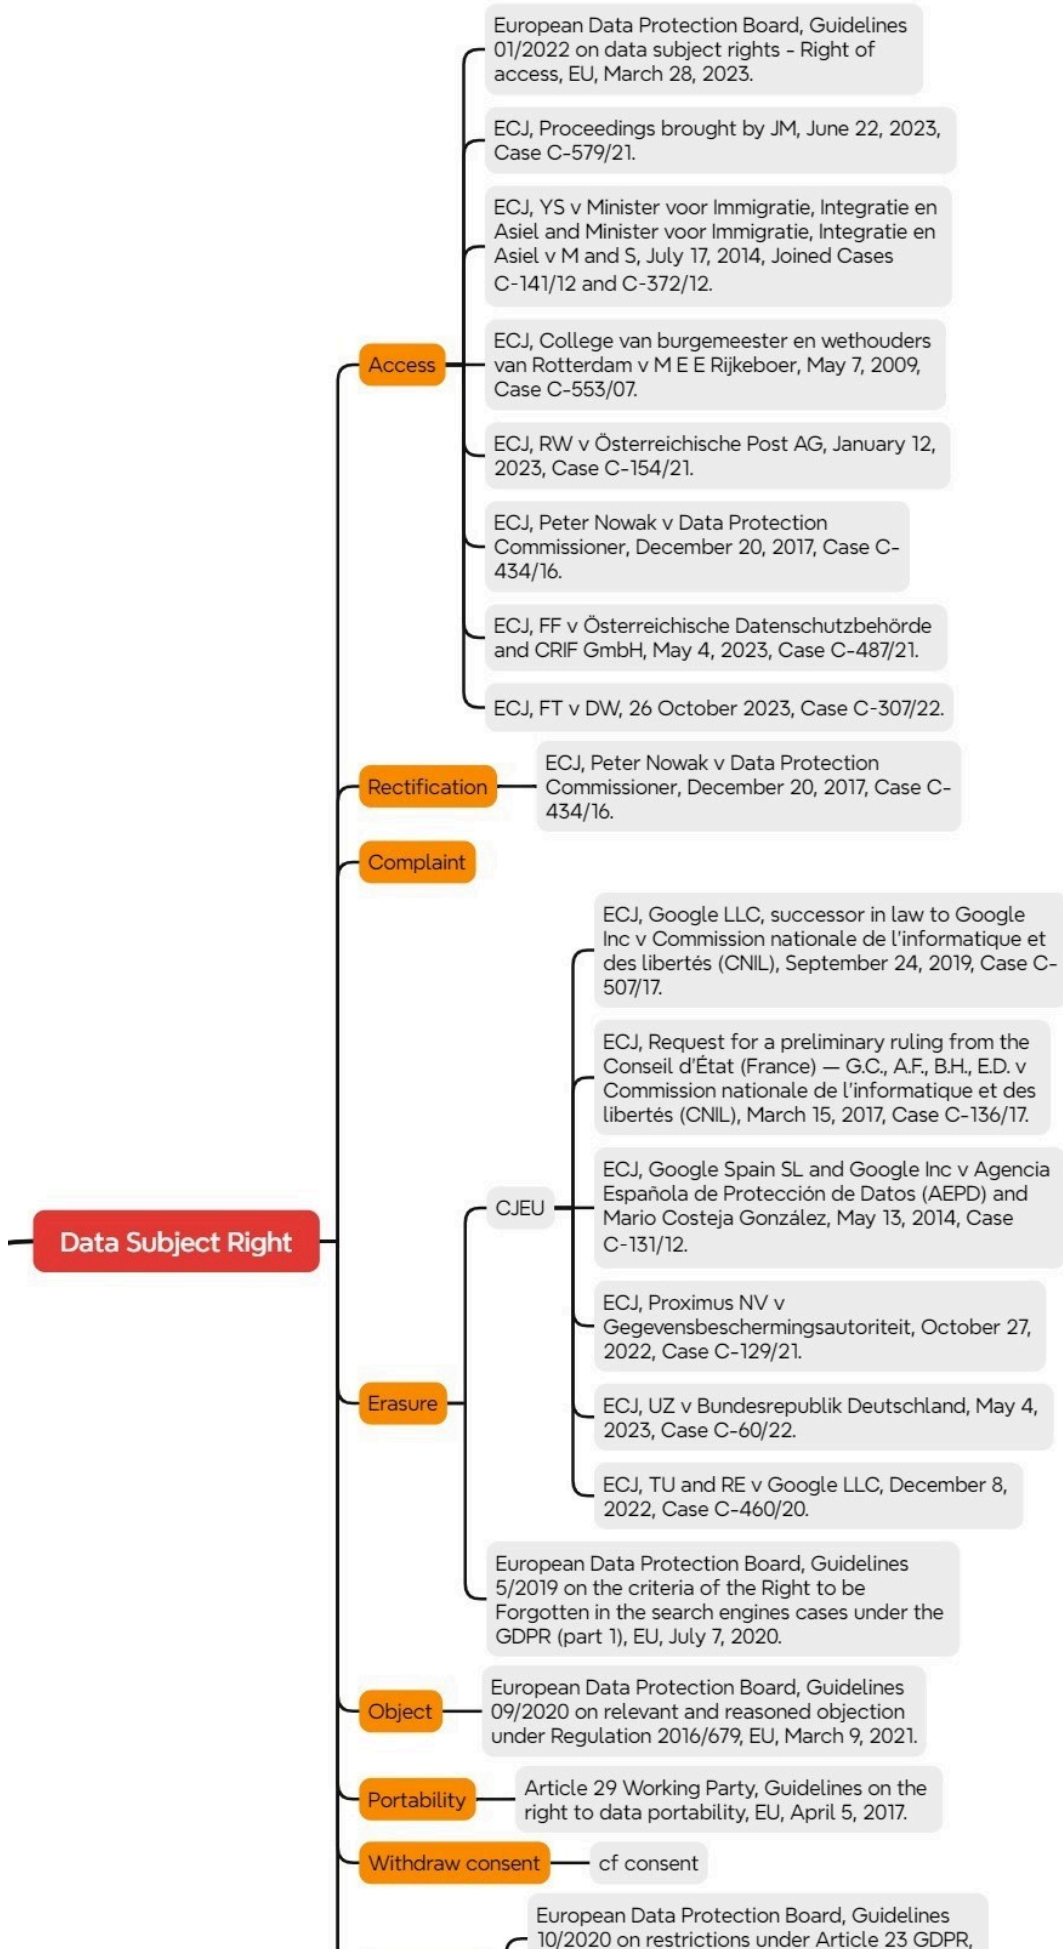 European Data Protection Board, Guidelines
01/2022 on data subject rights - Right of
access, EU, March 28, 2023.
ECJ, Proceedings brought by JM, June 22, 2023,
Case C-579/21.
ECJ, YS v Minister voor Immigratie, Integratie en
Asiel and Minister voor Immigratie, Integratie en
Asiel v M and S, July 17, 2014, Joined Cases
C-141/12 and C-372/12.
Access
ECJ, College van burgemeester en wethouders
van Rotterdam v M E E Rijkeboer, May 7, 2009,
Case C-553/07.
ECJ, RW v Österreichische Post AG, January 12,
2023, Case C-154/21.
ECJ, Peter Nowak v Data Protection
Commissioner, December 20, 2017, Case C-
434/16.
ECJ, FF v Österreichische Datenschutzbehörde
and CRIF GmbH, May 4, 2023, Case C-487/21.
ECJ, FT v DW, 26 October 2023, Case C-307/22.
Rectification
ECJ, Peter Nowak v Data Protection
Commissioner, December 20, 2017, Case C-
434/16.
Complaint
ECJ, Google LLC, successor in law to Google
Inc v Commission nationale de l'informatique et
des libertés (CNIL), September 24, 2019, Case C-
507/17.
ECJ, Request for a preliminary ruling from the
Conseil d'État (France) — G.C., A.F., B.H., E.D. v
Commission nationale de l'informatique et des
libertés (CNIL), March 15, 2017, Case C-136/17.
CJEU
ECJ, Google Spain SL and Google Inc v Agencia
Española de Protección de Datos (AEPD) and
Mario Costeja González, May 13, 2014, Case
C-131/12.
Data Subject Right
ECJ, Proximus NV v
Gegevensbeschermingsautoriteit, October 27,
2022, Case C-129/21.
Erasure
ECJ, UZ v Bundesrepublik Deutschland, May 4,
2023, Case C-60/22.
ECJ, TU and RE v Google LLC, December 8,
2022, Case C-460/20.
European Data Protection Board, Guidelines
5/2019 on the criteria of the Right to be
Forgotten in the search engines cases under the
GDPR (part 1), EU, July 7, 2020.
Object
European Data Protection Board, Guidelines
09/2020 on relevant and reasoned objection
under Regulation 2016/679, EU, March 9, 2021.
Portability
Article 29 Working Party, Guidelines on the
right to data portability, EU, April 5, 2017.
Withdraw consent
cf consent
European Data Protection Board, Guidelines
10/2020 on restrictions under Article 23 GDPR,